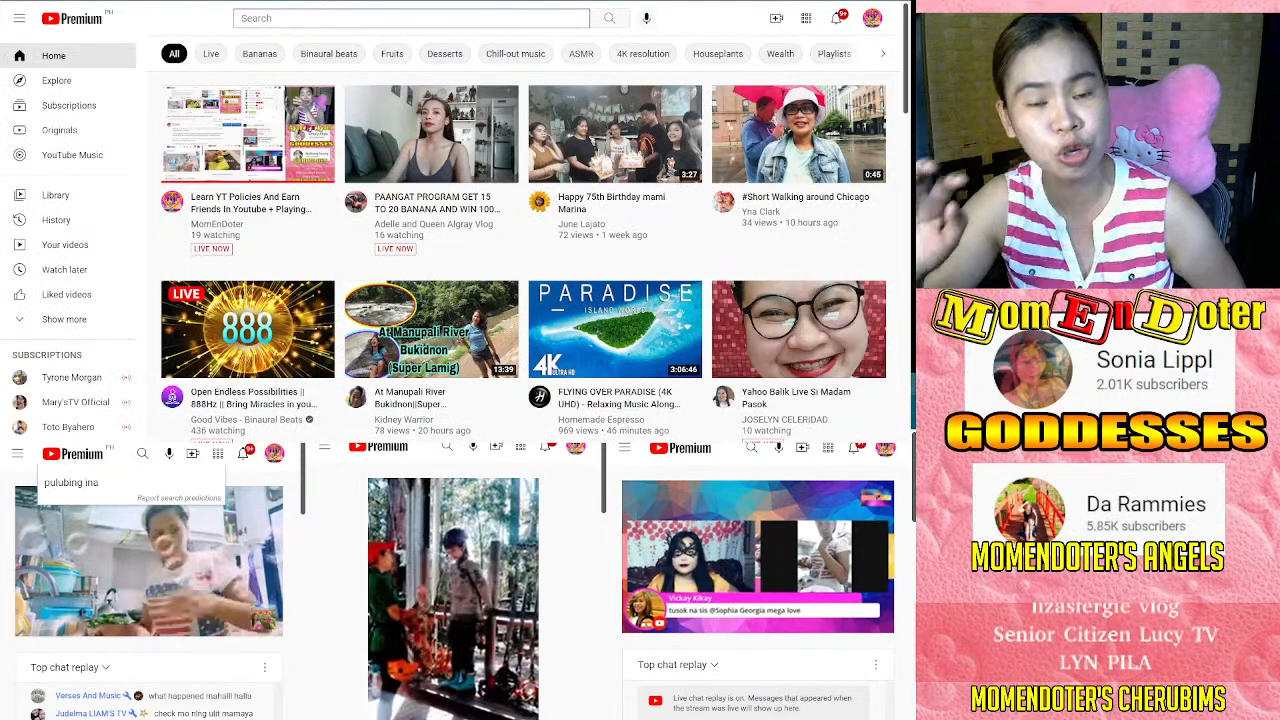 Premium PH
Search
9+
Home
Explore
Subscriptions
Originals
YouTube Music
Library
History
Your videos
Watch later
Liked videos
Show more
SUBSCRIPTIONS
Tyrone Morgan
Mary'sTV Official
Toto Byahero
All
Live
Bananas
Binaural beats
Fruits
Desserts
Chill-out music
ASMR
4K resolution
Houseplants
Wealth
Playlists
Learn YT Policies And Earn
Friends In Youtube + Playing...
MomEnDoter
19 watching
LIVE NOW
PAANGAT PROGRAM GET 15
TO 20 BANANA AND WIN 100...
Adelle and Queen Algray Vlog
16 watching
LIVE NOW
3:27
Happy 75th Birthday mami
Marina
June Lajato
72 views • 1 week ago
0:45
#Short Walking around Chicago
Yna Clark
34 views • 10 hours ago
LIVE
888
Open Endless Possibilities ||
888Hz || Bring Miracles in you...
Good Vibes - Binaural Beats
436 watching
At Manupali River
Bukidnon
(Super Lamig)
13:39
At Manupali River
Bukidnon||Super...
Kidney Warrior
78 views • 20 hours ago
PARADISE
ISLAND WORLD
4K ULTRA HD
3:06:46
FLYING OVER PARADISE (4K
UHD) - Relaxing Music Along...
Homemade Espresso
969 views • 46 minutes ago
Yahoo Balik Live Si Madam
Pasok
JOSELYN CELERIDAD
10 watching
Premium PH
9+
pulubing ina
Report search predictions
Top chat replay
Verses And Music what happened mahalll halla
Judelma LIAM'S TV check mo nlng ulit mamaya
Premium
Premium
Vickay Kikay
tusok na sis @Sophia Georgia mega love
Top chat replay
Live chat replay is on. Messages that appeared when
the stream was live will show up here.
MomEnDoter
Sonia Lippl
2.01K subscribers
GODDESSES
Da Rammies
5.85K subscribers
MOMENDOTER'S ANGELS
lizastergie vlog
Senior Citizen Lucy TV
LYN PILA
MOMENDOTER'S CHERUBIMS